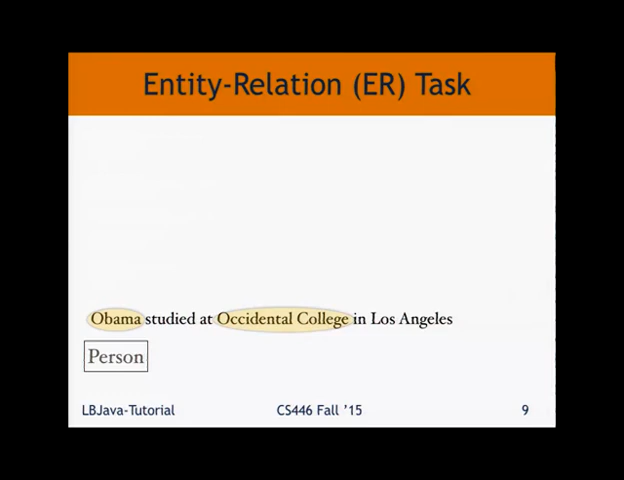 Entity-Relation (ER) Task
Obama studied at Occidental College in Los Angeles
Person
LBJava-Tutorial CS446 Fall '15 9